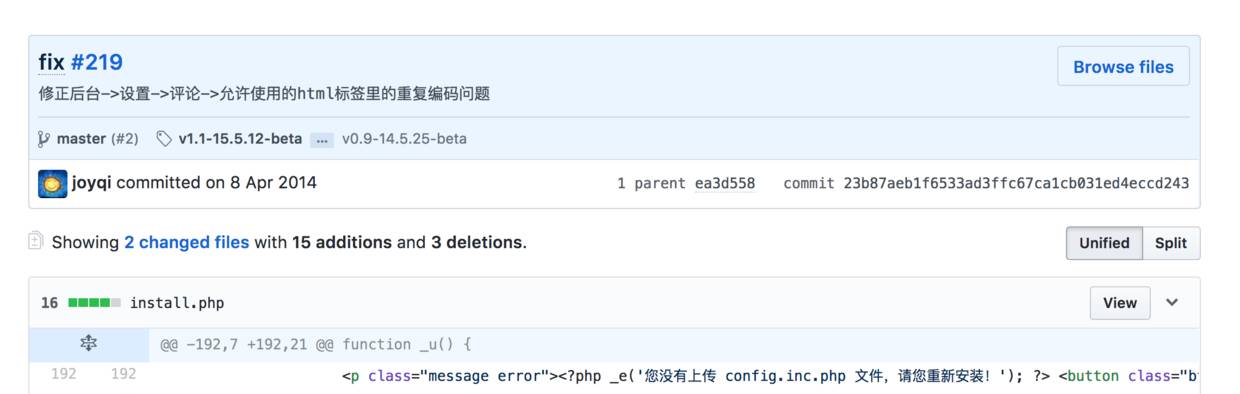 fix #219
Browse files
修正后台—>设置—>评论—>允许使用的html标签里的重复编码问题
master (#2) v1.1-15.5.12-beta ... v0.9-14.5.25-beta
joyqi committed on 8 Apr 2014 1 parent ea3d558 commit 23b87aeb1f6533ad3ffc67ca1cb031ed4eccd243
Showing 2 changed files with 15 additions and 3 deletions. Unified Split
16 install.php View
@@ -192,7 +192,21 @@ function _u() {
192 192 <p class="message error"><?php _e('您没有上传 config.inc.php 文件，请您重新安装！'); ?> <button class="b